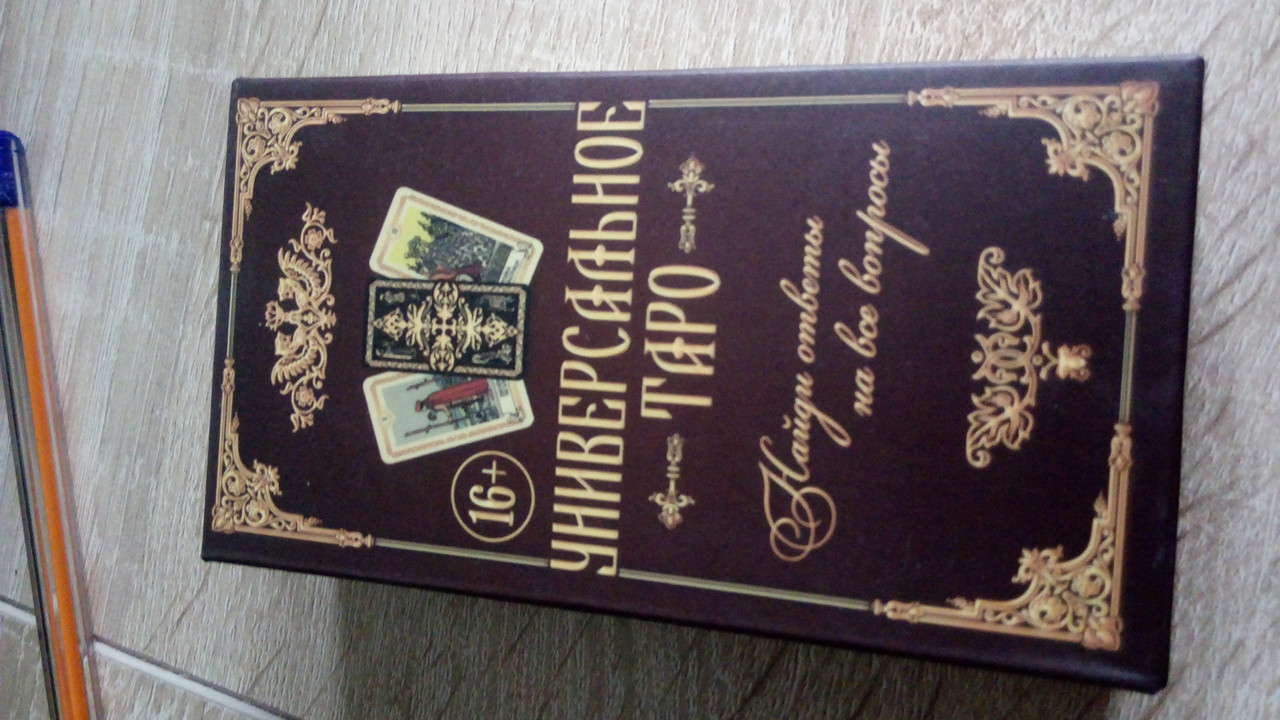 16+
УНИВЕРСАЛЬНОЕ
ТАРО
Найди ответы
на все вопросы